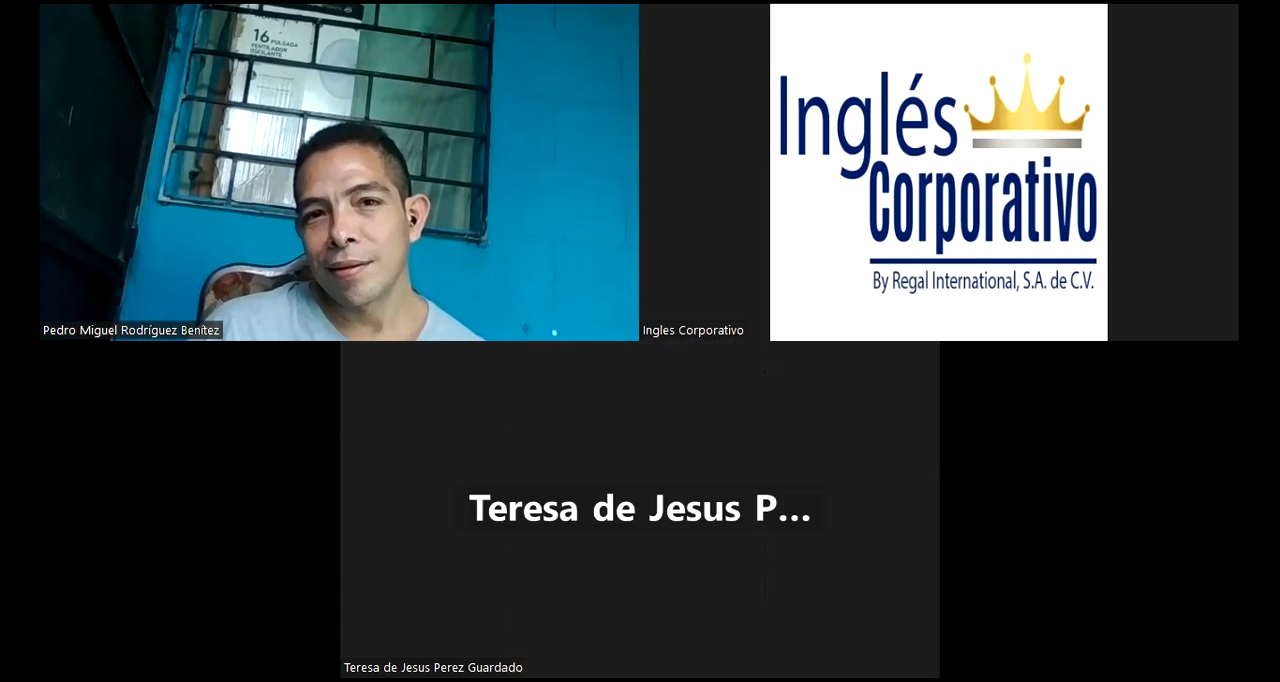 16 PULGADA
VENTILADOR
OSCILANTE
Pedro Miguel Rodríguez Benítez
Inglés
Corporativo
By Regal International, S.A. de C.V.
Ingles Corporativo
Teresa de Jesus P...
Teresa de Jesus Perez Guardado